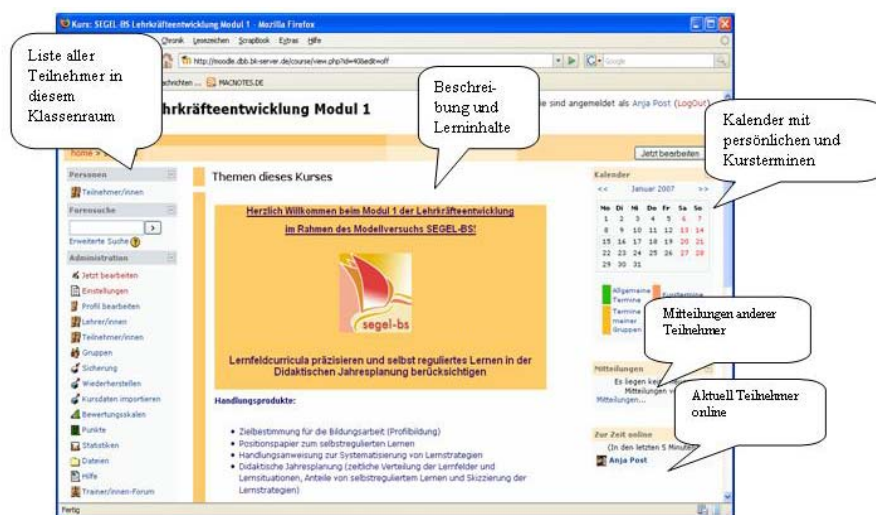 Kurs: SEGEL-BS Lehrkräfteentwicklung Modul 1 - Mozilla Firefox
Chronik Lesezeichen ScrapBook Extras Hilfe
http://moodle.dbb.bk-server.de/course/view.php?id=40&edit=off
Google
MACNOTES.DE
Liste aller
Teilnehmer in
diesem
Klassenraum
Beschrei-
bung und
Lerninhalte
Kalender mit
persönlichen und
Kursterminen
Modul 1
sind angemeldet als Anja Post (LogOut)
home >
Jetzt bearbeiten
Personen
Teilnehmer/innen
Forensuche
Erweiterte Suche
Administration
Jetzt bearbeiten
Einstellungen
Profil bearbeiten
Lehrer/innen
Teilnehmer/innen
Gruppen
Sicherung
Wiederherstellen
Kursdaten importieren
Bewertungsskalen
Punkte
Statistiken
Dateien
Hilfe
Trainer/innen-Forum
Themen dieses Kurses
Herzlich Willkommen beim Modul 1 der Lehrkräfteentwicklung
im Rahmen des Modellversuchs SEGEL-BS!
segel-bs
Lernfeldcurricula präzisieren und selbst reguliertes Lernen in der
Didaktischen Jahresplanung berücksichtigen
Handlungsprodukte:
• Zielbestimmung für die Bildungsarbeit (Profilbildung)
• Positionspapier zum selbstregulierten Lernen
• Handlungsanweisung zur Systematisierung von Lernstrategien
• Didaktische Jahresplanung (zeitliche Verteilung der Lernfelder und
Lernsituationen, Anteile von selbstreguliertem Lernen und Skizzierung der
Lernstrategien)
Kalender
<< Januar 2007 >>
Mo Di Mi Do Fr Sa So
1 2 3 4 5 6 7
8 9 10 11 12 13 14
15 16 17 18 19 20 21
22 23 24 25 26 27 28
29 30 31
Allgemeine
Termine
Kurstermine
Termine
meiner
Gruppen
Mitteilungen anderer
Teilnehmer
Mitteilungen
Es liegen
Mitteilungen
Mitteilungen...
Aktuell Teilnehmer
online
Zur Zeit online
(In den letzten 5 Minuten)
Anja Post
Fertig